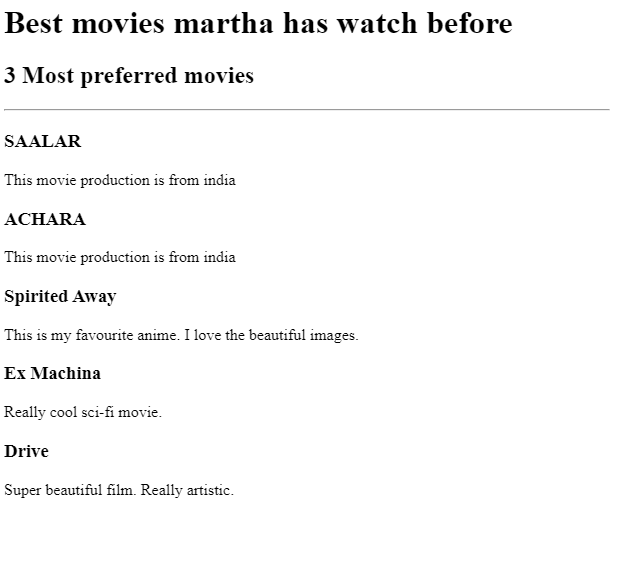 Best movies martha has watch before
3 Most preferred movies
SAALAR
This movie production is from india
ACHARA
This movie production is from india
Spirited Away
This is my favourite anime. I love the beautiful images.
Ex Machina
Really cool sci-fi movie.
Drive
Super beautiful film. Really artistic.